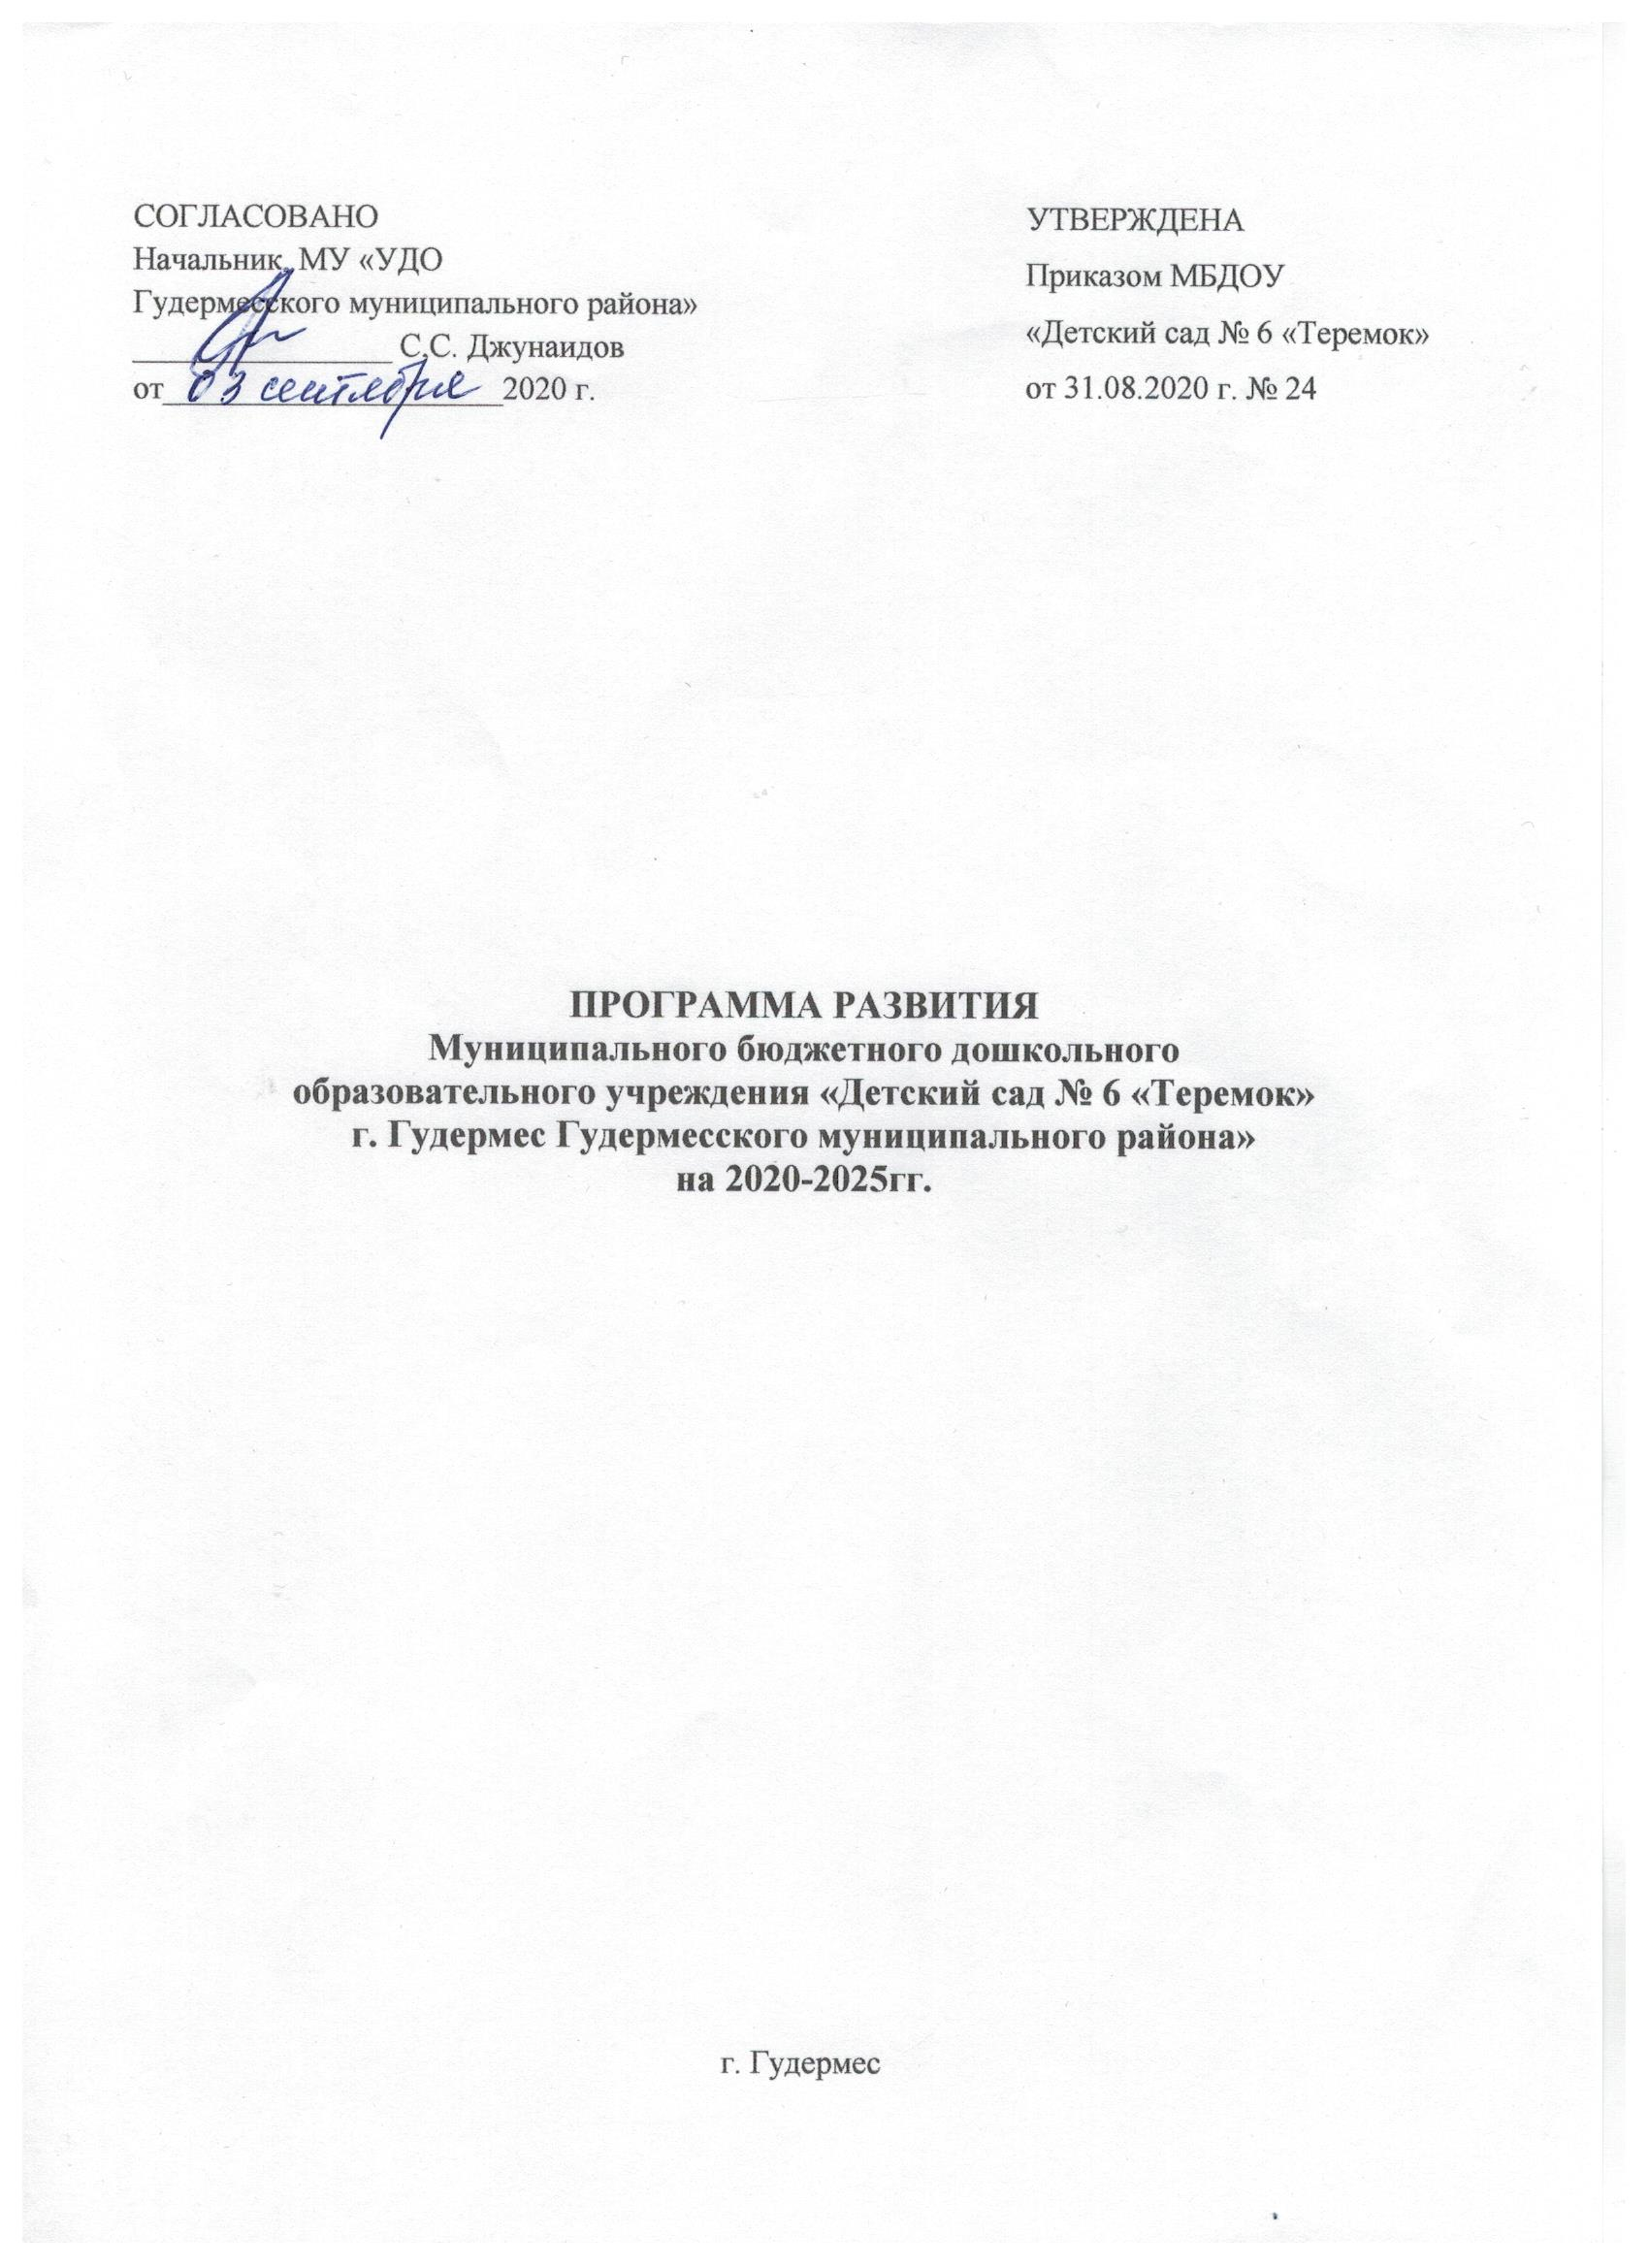 СОГЛАСОВАНО
Начальник МУ «УДО
Гудермесского муниципального района»
________________ С.С. Джунаидов
от 03 сентября 2020 г.
УТВЕРЖДЕНА
Приказом МБДОУ
«Детский сад № 6 «Теремок»
от 31.08.2020 г. № 24
ПРОГРАММА РАЗВИТИЯ
Муниципального бюджетного дошкольного
образовательного учреждения «Детский сад № 6 «Теремок»
г. Гудермес Гудермесского муниципального района»
на 2020-2025гг.
г. Гудермес